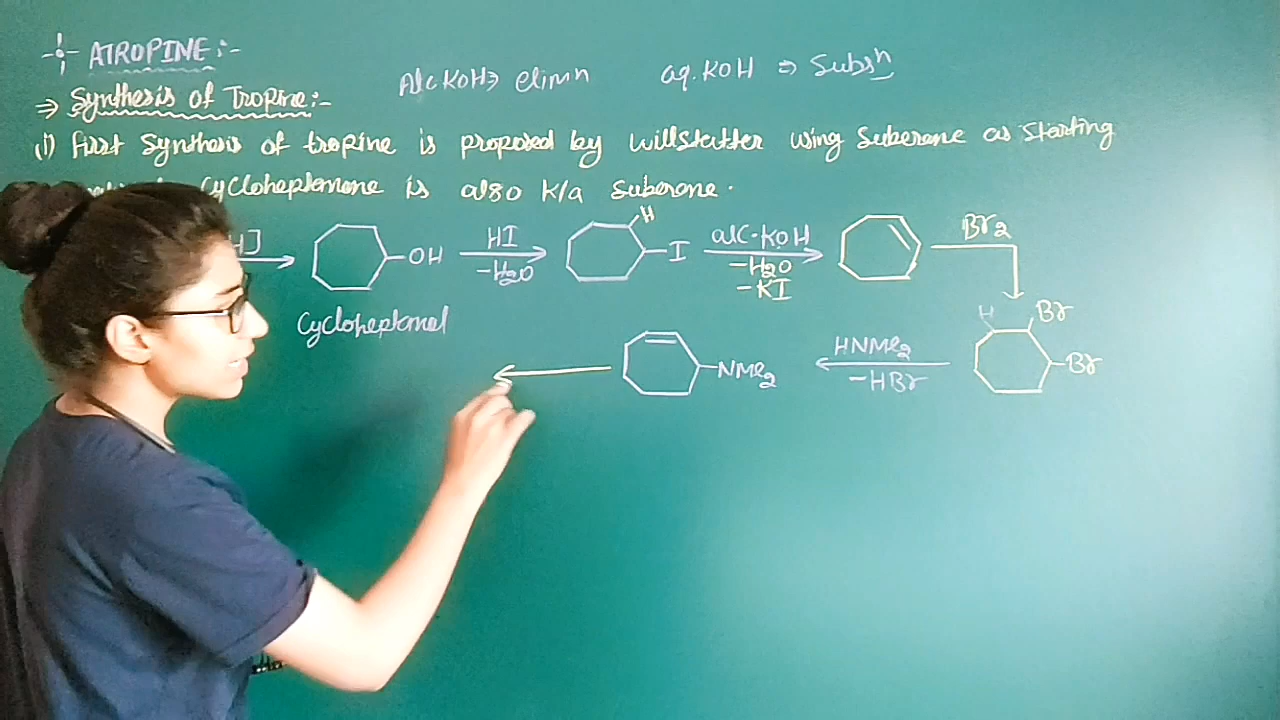 ATROPINE :-
Alc KOH => elimn aq. KOH => Subsn
=> Synthesis of Tropine :-
(1) First Synthesis of tropine is proposed by Willstatter using Suberone as starting
Cycloheptanone is also k/a Suberone.
H]
OH
HI
-H2O
H
I
alc. KOH
-H2O
-KI
Br2
Cycloheptanol
H
Br
Br
HNMe2
-HBr
NMe2